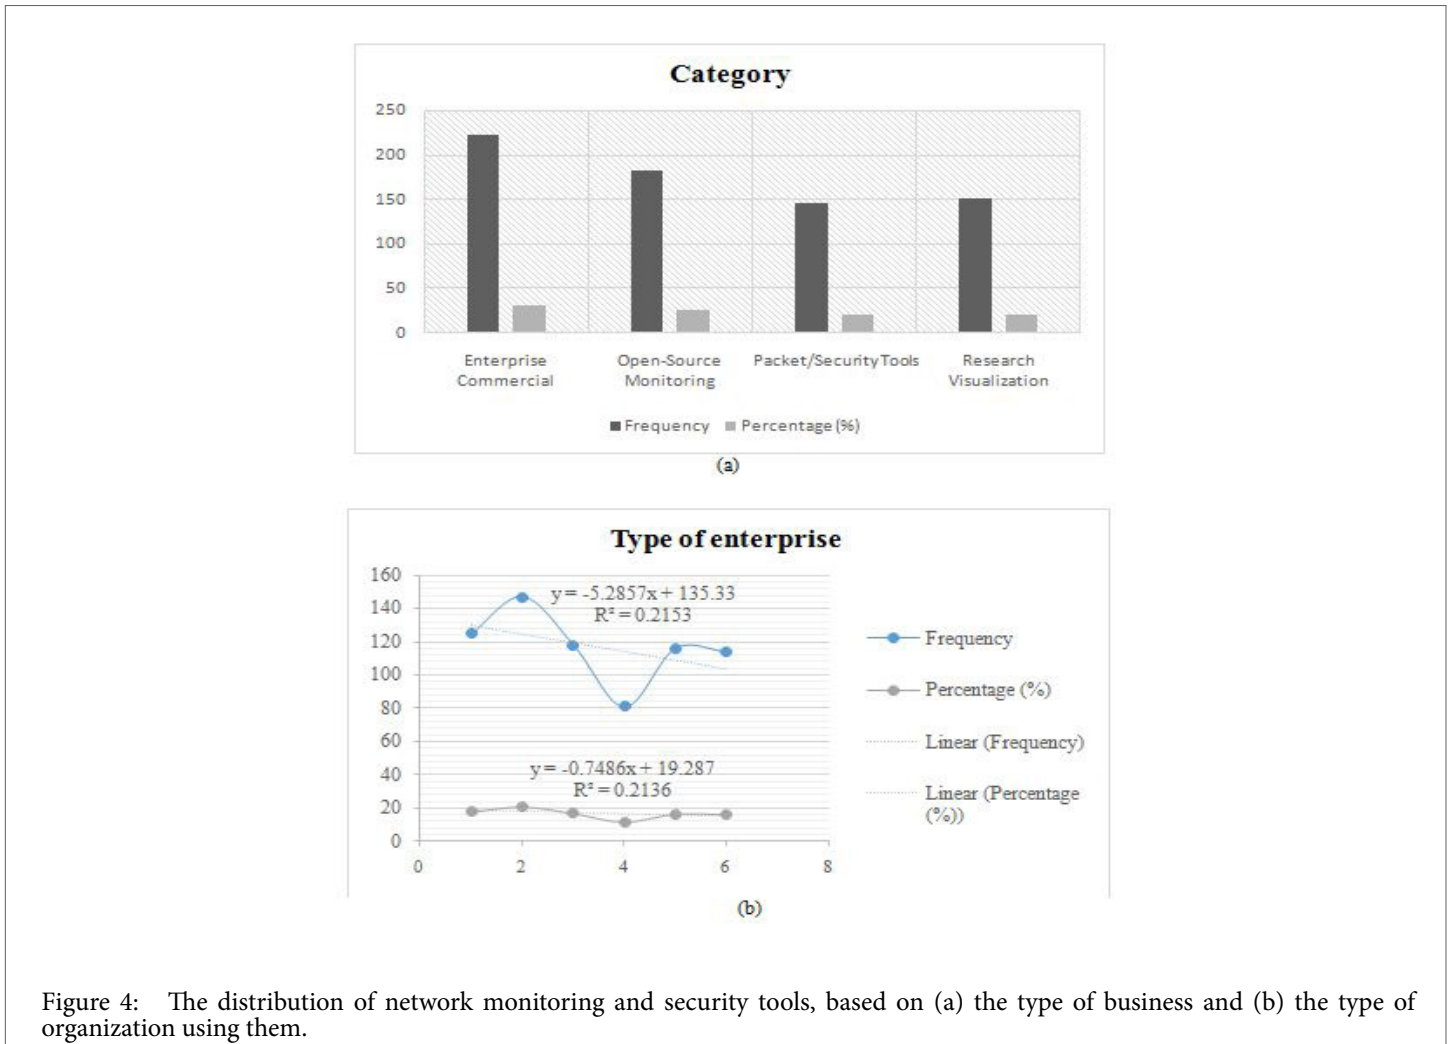 Category
250
200
150
100
50
0
Enterprise Commercial
Open-Source Monitoring
Packet/Security Tools
Research Visualization
Frequency
Percentage (%)
(a)
Type of enterprise
160
140
120
100
80
60
40
20
0
y = -5.2857x + 135.33
R² = 0.2153
y = -0.7486x + 19.287
R² = 0.2136
0
2
4
6
8
Frequency
Percentage (%)
Linear (Frequency)
Linear (Percentage
(%))
(b)
Figure 4: The distribution of network monitoring and security tools, based on (a) the type of business and (b) the type of
organization using them.